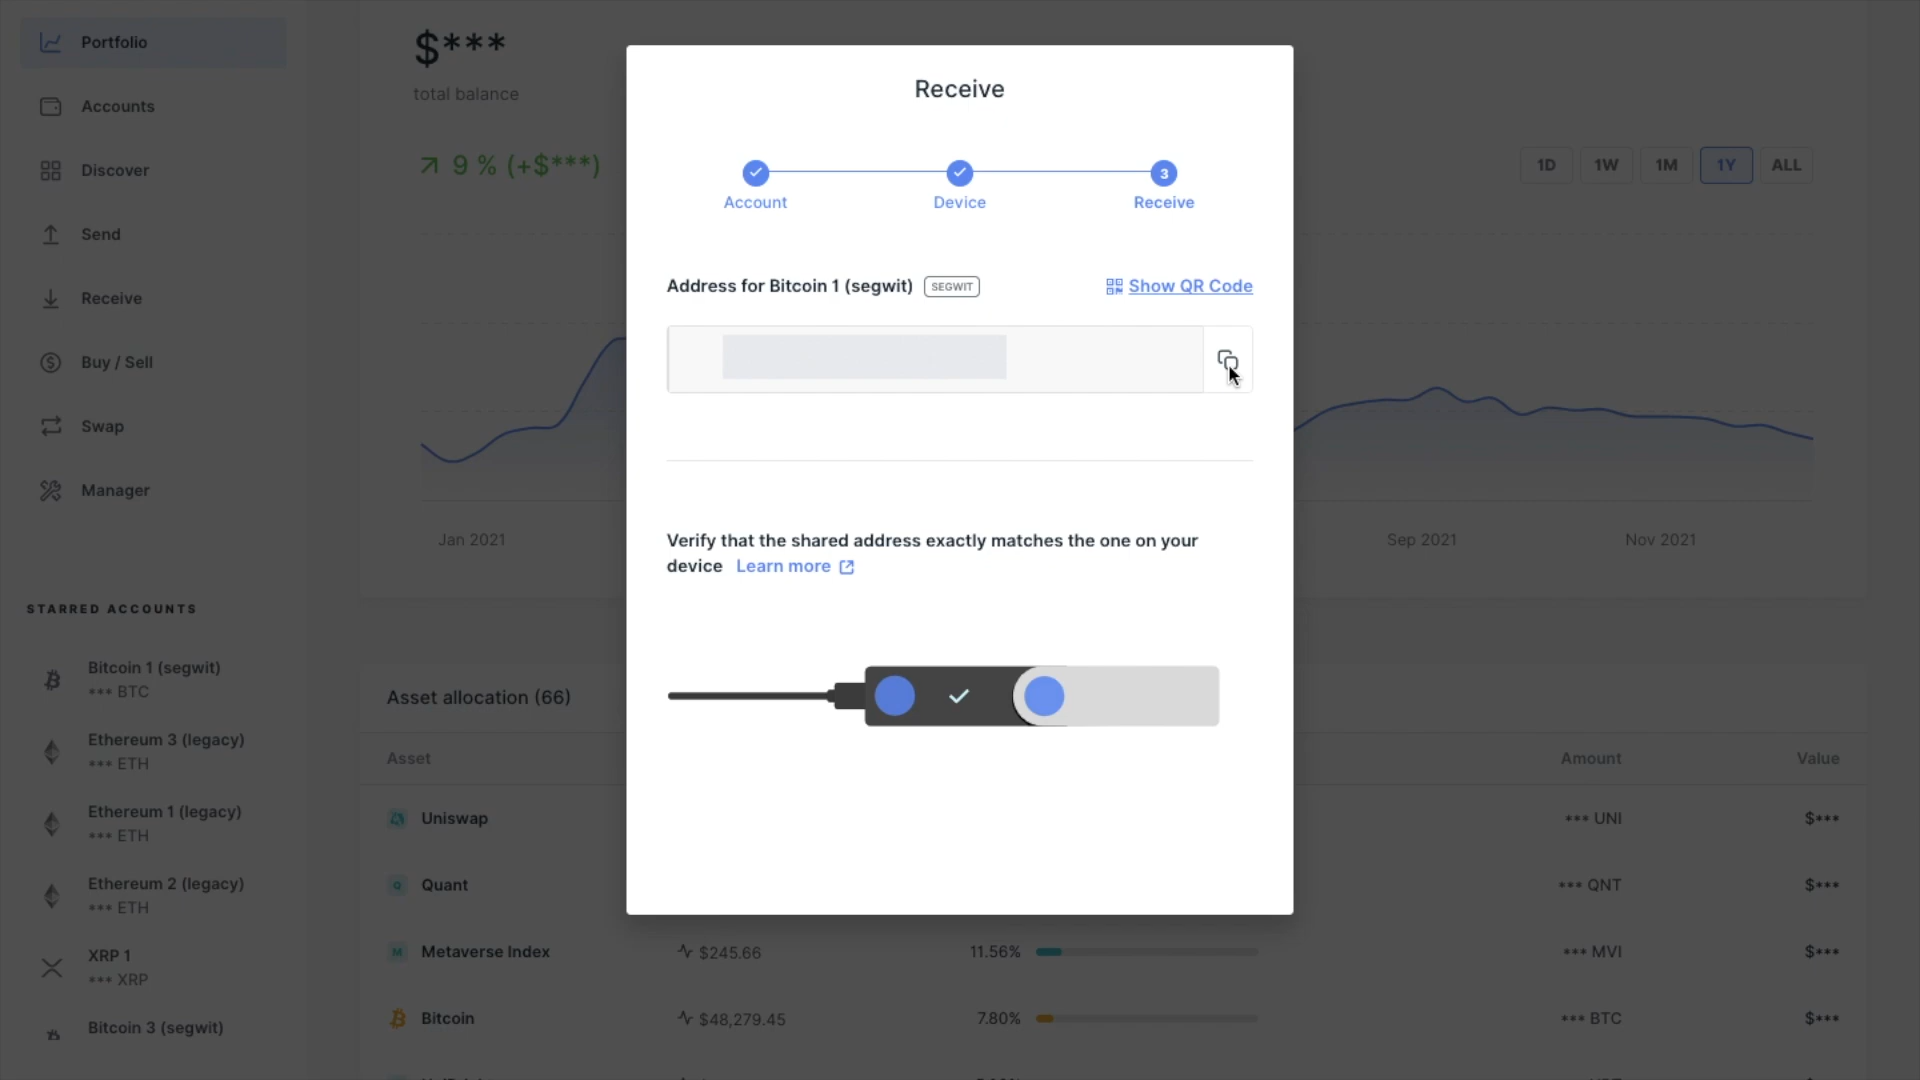 Portfolio
Accounts
Discover
Send
Receive
Buy / Sell
Swap
Manager
STARRED ACCOUNTS
Bitcoin 1 (segwit)
*** BTC
Ethereum 3 (legacy)
*** ETH
Ethereum 1 (legacy)
*** ETH
Ethereum 2 (legacy)
*** ETH
XRP 1
*** XRP
Bitcoin 3 (segwit)
$***
total balance
9 % (+$***)
1D 1W 1M 1Y ALL
Jan 2021 Sep 2021 Nov 2021
Receive
3
Account Device Receive
Address for Bitcoin 1 (segwit) SEGWIT Show QR Code
Verify that the shared address exactly matches the one on your
device Learn more
Asset allocation (66)
Asset Amount Value
Uniswap *** UNI $***
Q Quant *** QNT $***
M Metaverse Index $245.66 11.56% *** MVI $***
Bitcoin $48,279.45 7.80% *** BTC $***